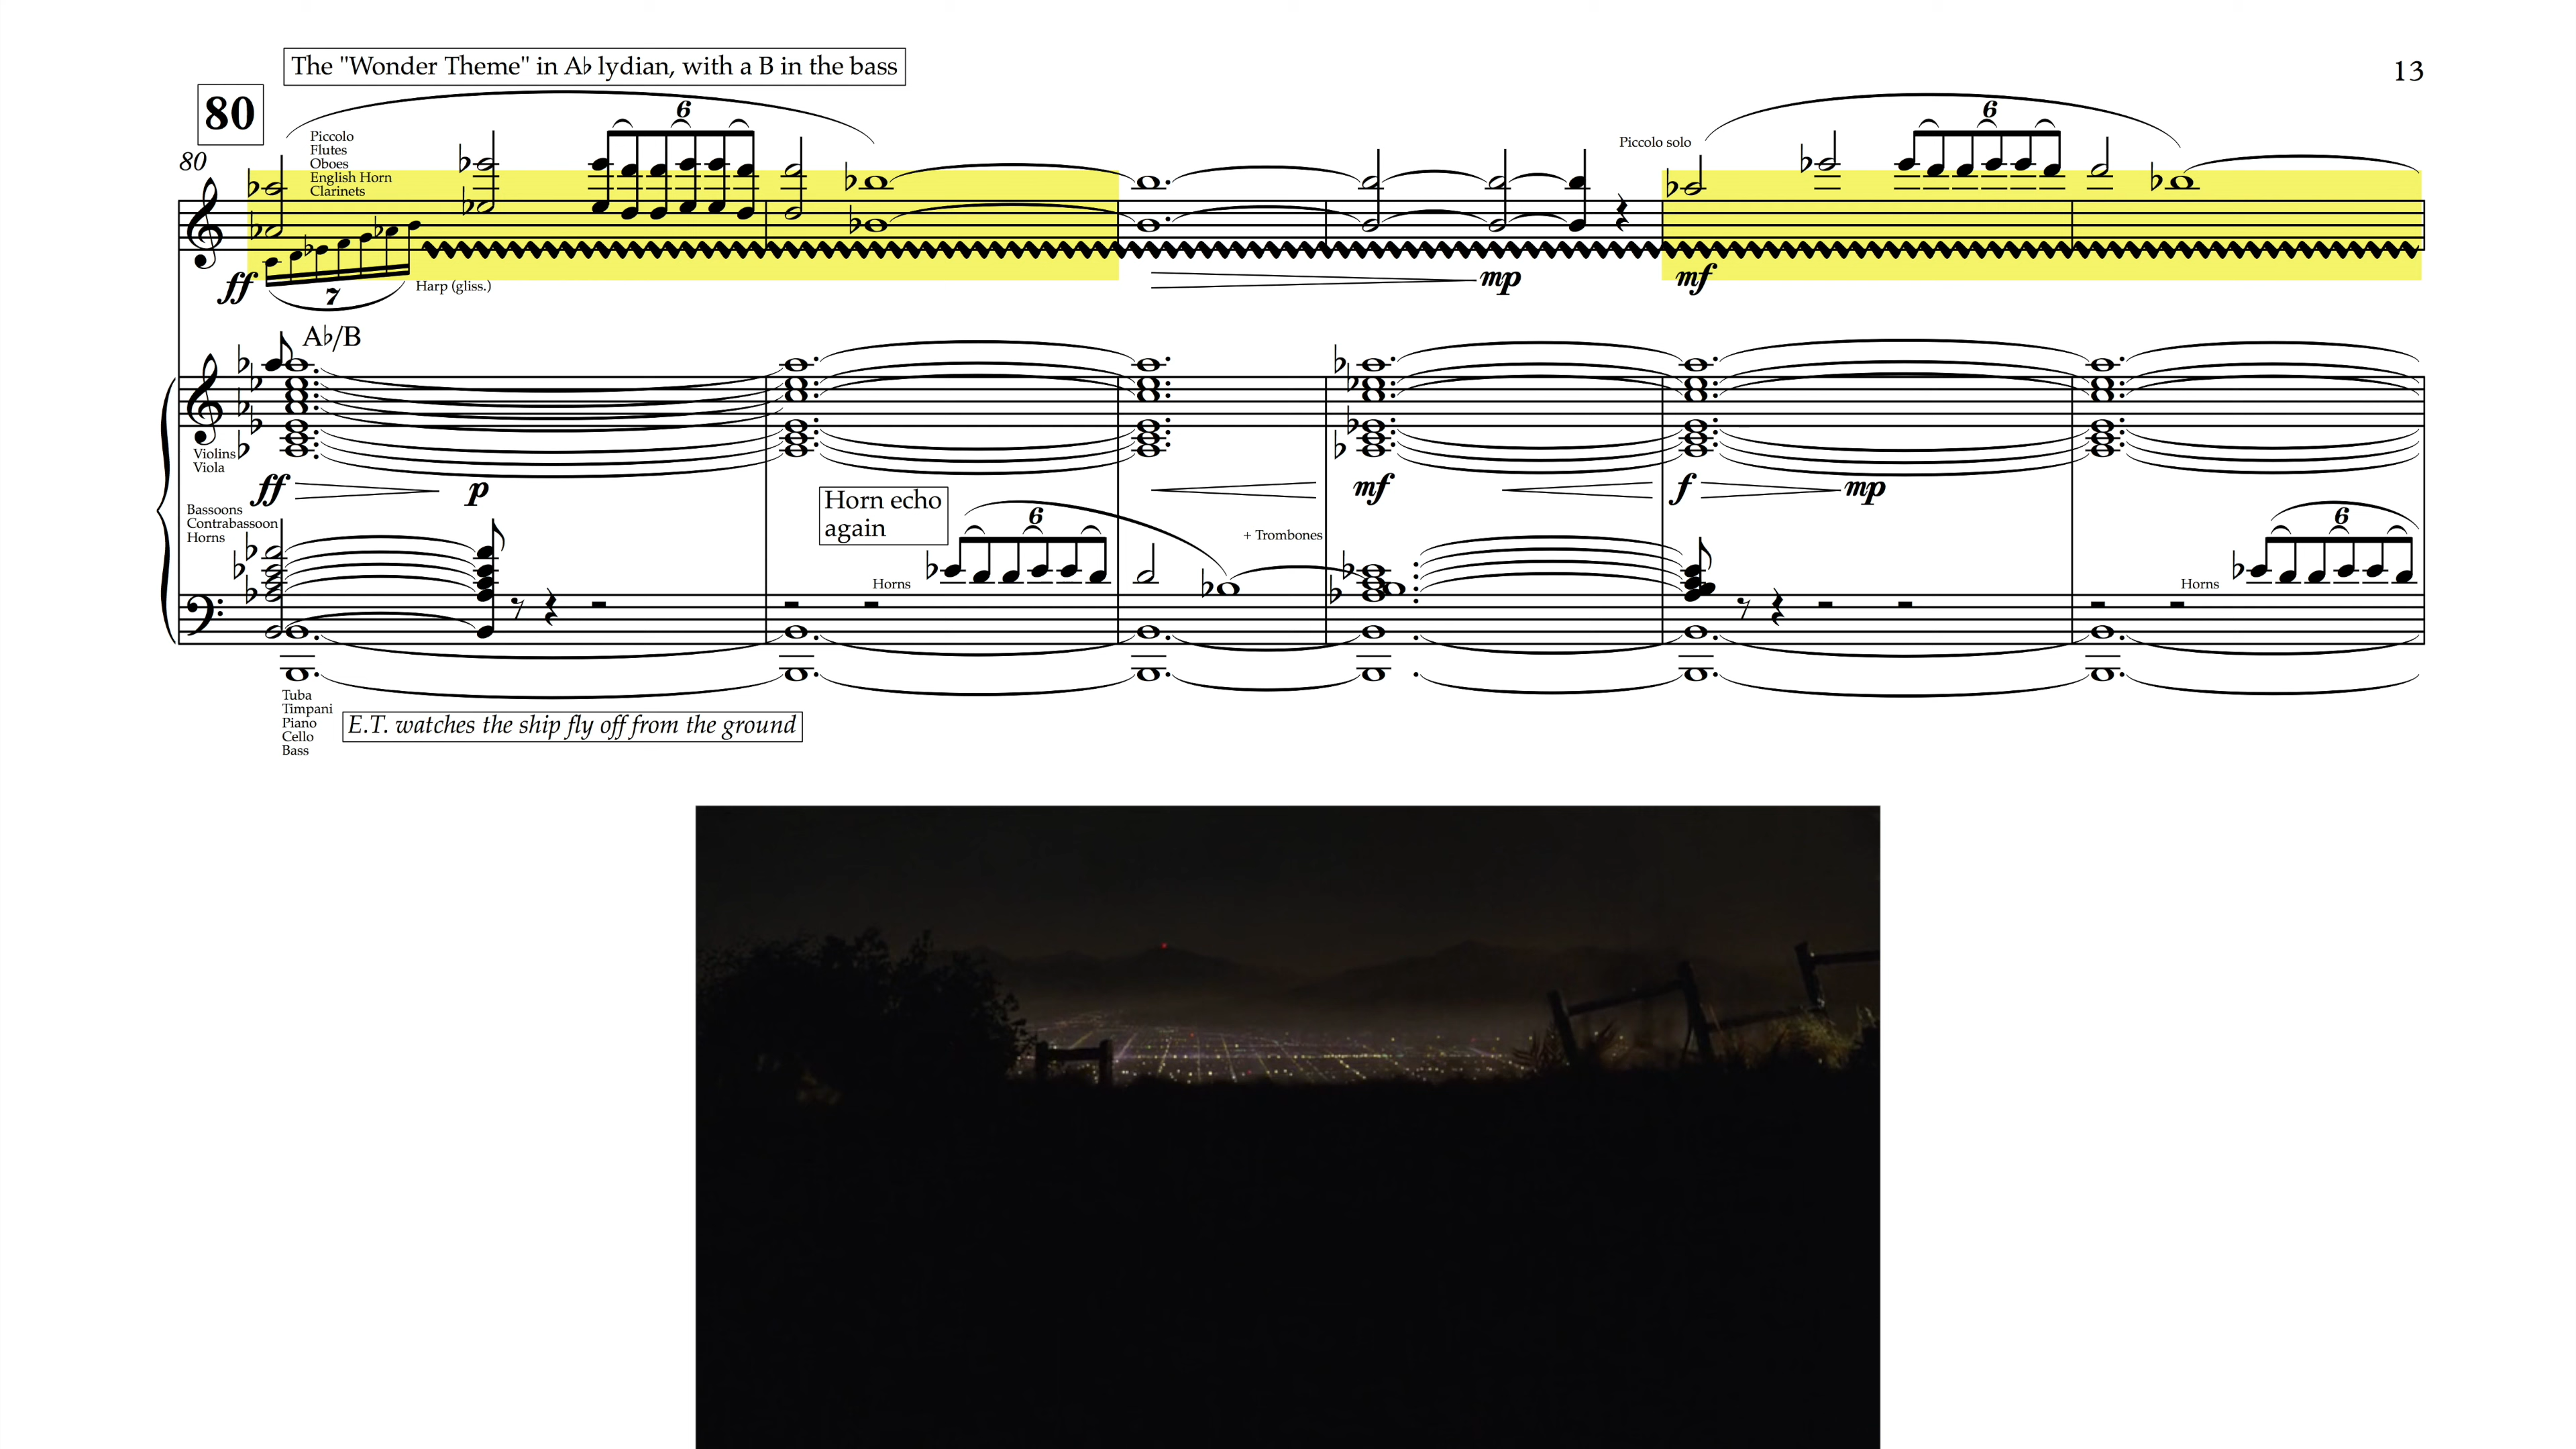 The "Wonder Theme" in A♭ lydian, with a B in the bass
13
80
80
Piccolo
Flutes
Oboes
English Horn
Clarinets
6
Piccolo solo
6
ff
7
Harp (gliss.)
mp
mf
A♭/B
Violins
Viola
ff
p
mf
f
mp
Horn echo
again
Bassoons
Contrabassoon
Horns
Horns
6
+ Trombones
Horns
6
Tuba
Timpani
Piano
Cello
Bass
E.T. watches the ship fly off from the ground